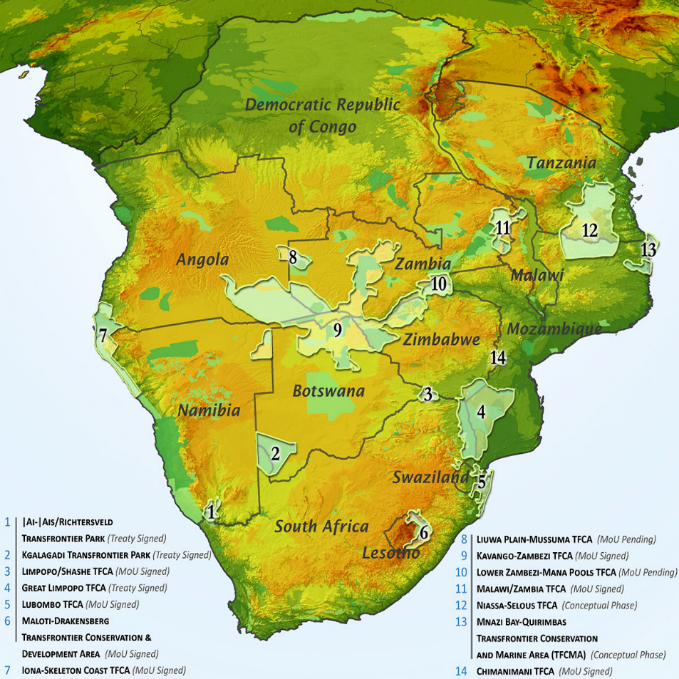 Democratic Republic
of Congo
Tanzania
Angola
Zambia
Malawi
Mozambique
Zimbabwe
Botswana
Namibia
Swaziland
South Africa
Lesotho
8
11
12
13
10
7
9
14
3
4
2
5
1
6
1 |Ai-|Ais/Richtersveld
Transfrontier Park (Treaty Signed)
2 Kgalagadi Transfrontier Park (Treaty Signed)
3 Limpopo/Shashe TFCA (MoU Signed)
4 Great Limpopo TFCA (Treaty Signed)
5 Lubombo TFCA (MoU Signed)
6 Maloti-Drakensberg
Transfrontier Conservation &
Development Area (MoU Signed)
7 Iona-Skeleton Coast TFCA (MoU Signed)
8 Liuwa Plain-Mussuma TFCA (MoU Pending)
9 Kavango-Zambezi TFCA (MoU Signed)
10 Lower Zambezi-Mana Pools TFCA (MoU Pending)
11 Malawi/Zambia TFCA (MoU Signed)
12 Niassa-Selous TFCA (Conceptual Phase)
13 Mnazi Bay-Quirimbas
Transfrontier Conservation
and Marine Area (TFCMA) (Conceptual Phase)
14 Chimanimani TFCA (MoU Signed)